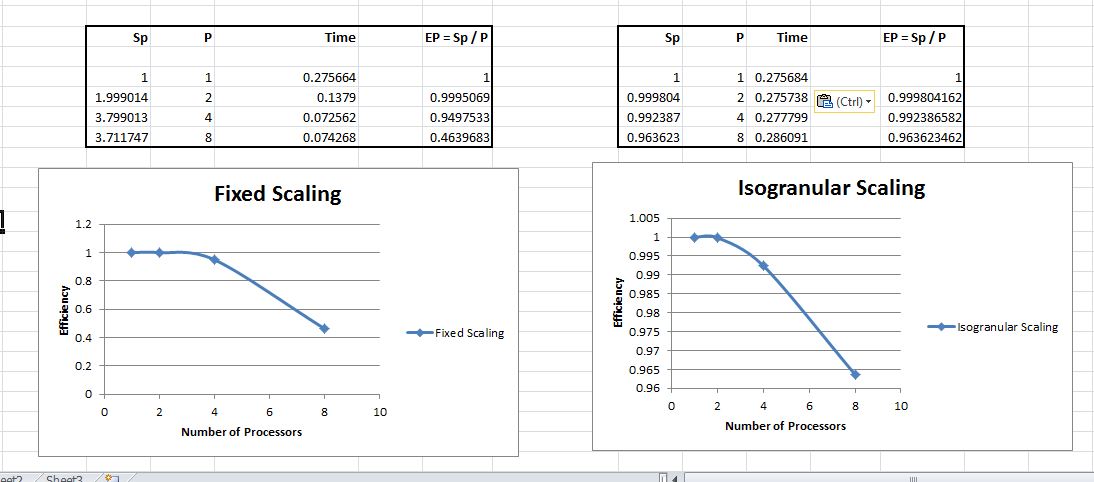 Sp P Time EP = Sp / P
1 1 0.275664 1
1.999014 2 0.1379 0.9995069
3.799013 4 0.072562 0.9497533
3.711747 8 0.074268 0.4639683
Sp P Time EP = Sp / P
1 1 0.275684 1
0.999804 2 0.275738 (Ctrl) 0.999804162
0.992387 4 0.277799 0.992386582
0.963623 8 0.286091 0.963623462
Fixed Scaling
1.2
1
0.8
0.6
0.4
0.2
0
Efficiency
0 2 4 6 8 10
Number of Processors
Fixed Scaling
Isogranular Scaling
1.005
1
0.995
0.99
0.985
0.98
0.975
0.97
0.965
0.96
Efficiency
0 2 4 6 8 10
Number of Processors
Isogranular Scaling
eet2 Sheet3